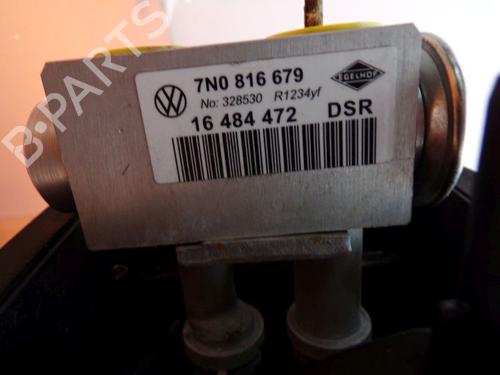 7N0 816 679
No: 328530 R1234yf
16 484 472 DSR
EGELHOF
B-PARTS